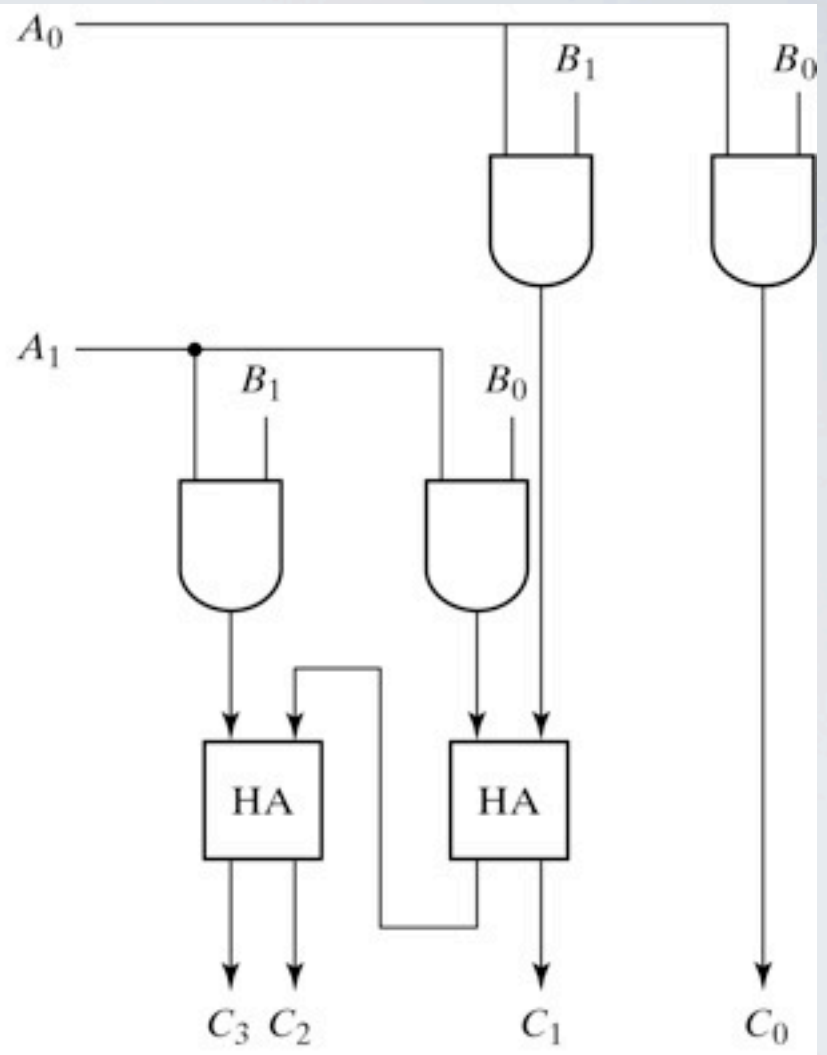 A₀
B₁ B₀
A₁
B₁ B₀
HA HA
C₃ C₂ C₁ C₀